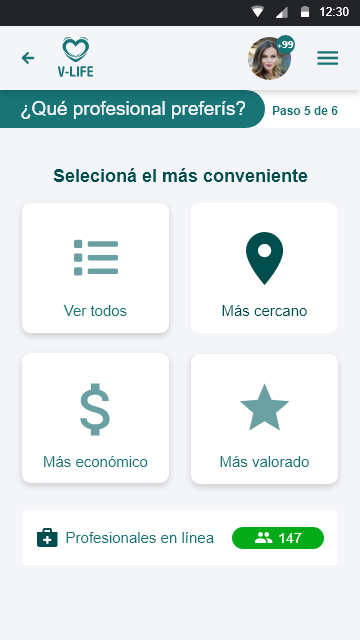 12:30
V-LIFE
+99
¿Qué profesional preferís?
Paso 5 de 6
Selecioná el más conveniente
Ver todos
Más cercano
Más económico
Más valorado
Profesionales en línea
147